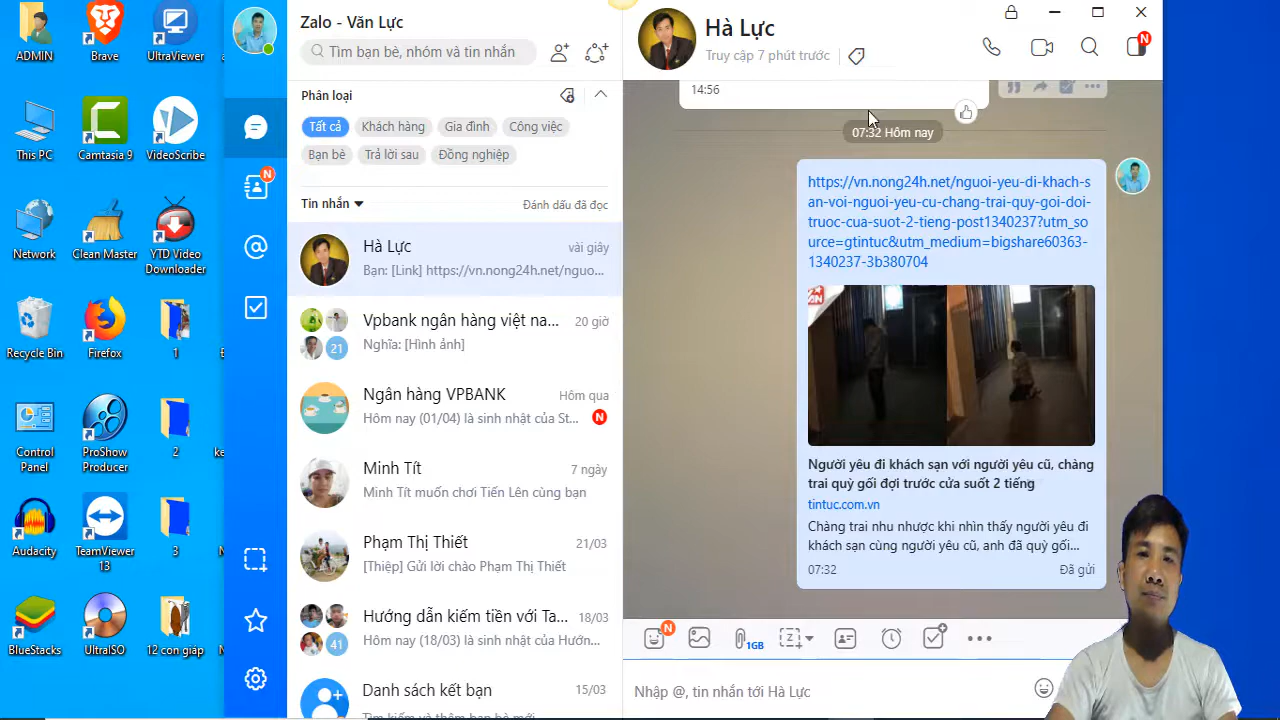 ADMIN
Brave
UltraViewer
This PC
Camtasia 9
VideoScribe
Network
Clean Master
YTD Video
Downloader
Recycle Bin
Firefox
1
Control
Panel
ProShow
Producer
2
ke
Audacity
TeamViewer
13
3
BlueStacks
UltraISO
12 con giáp
N
Zalo - Văn Lực
Tìm bạn bè, nhóm và tin nhắn
Phân loại
Tất cả
Khách hàng
Gia đình
Công việc
Bạn bè
Trả lời sau
Đồng nghiệp
Tin nhắn
Đánh dấu đã đọc
Hà Lực
vài giây
Bạn: [Link] https://vn.nong24h.net/nguo...
Vpbank ngân hàng việt na...
20 giờ
Nghĩa: [Hình ảnh]
21
Ngân hàng VPBANK
Hôm qua
Hôm nay (01/04) là sinh nhật của St...
N
Minh Tít
7 ngày
Minh Tít muốn chơi Tiến Lên cùng bạn
Phạm Thị Thiết
21/03
[Thiệp] Gửi lời chào Phạm Thị Thiết
Hướng dẫn kiếm tiền với Ta...
18/03
Hôm nay (18/03) là sinh nhật của Hướn...
41
Danh sách kết bạn
15/03
Tìm kiếm và thêm bạn bè mới
Hà Lực
Truy cập 7 phút trước
N
14:56
07:32 Hôm nay
https://vn.nong24h.net/nguoi-yeu-di-khach-s
an-voi-nguoi-yeu-cu-chang-trai-quy-goi-doi-
truoc-cua-suot-2-tieng-post1340237?utm_so
urce=gtintuc&utm_medium=bigshare60363-
1340237-3b380704
Người yêu đi khách sạn với người yêu cũ, chàng
trai quỳ gối đợi trước cửa suốt 2 tiếng
tintuc.com.vn
Chàng trai nhu nhược khi nhìn thấy người yêu đi
khách sạn cùng người yêu cũ, anh đã quỳ gối...
07:32
Đã gửi
N
1GB
Nhập @, tin nhắn tới Hà Lực